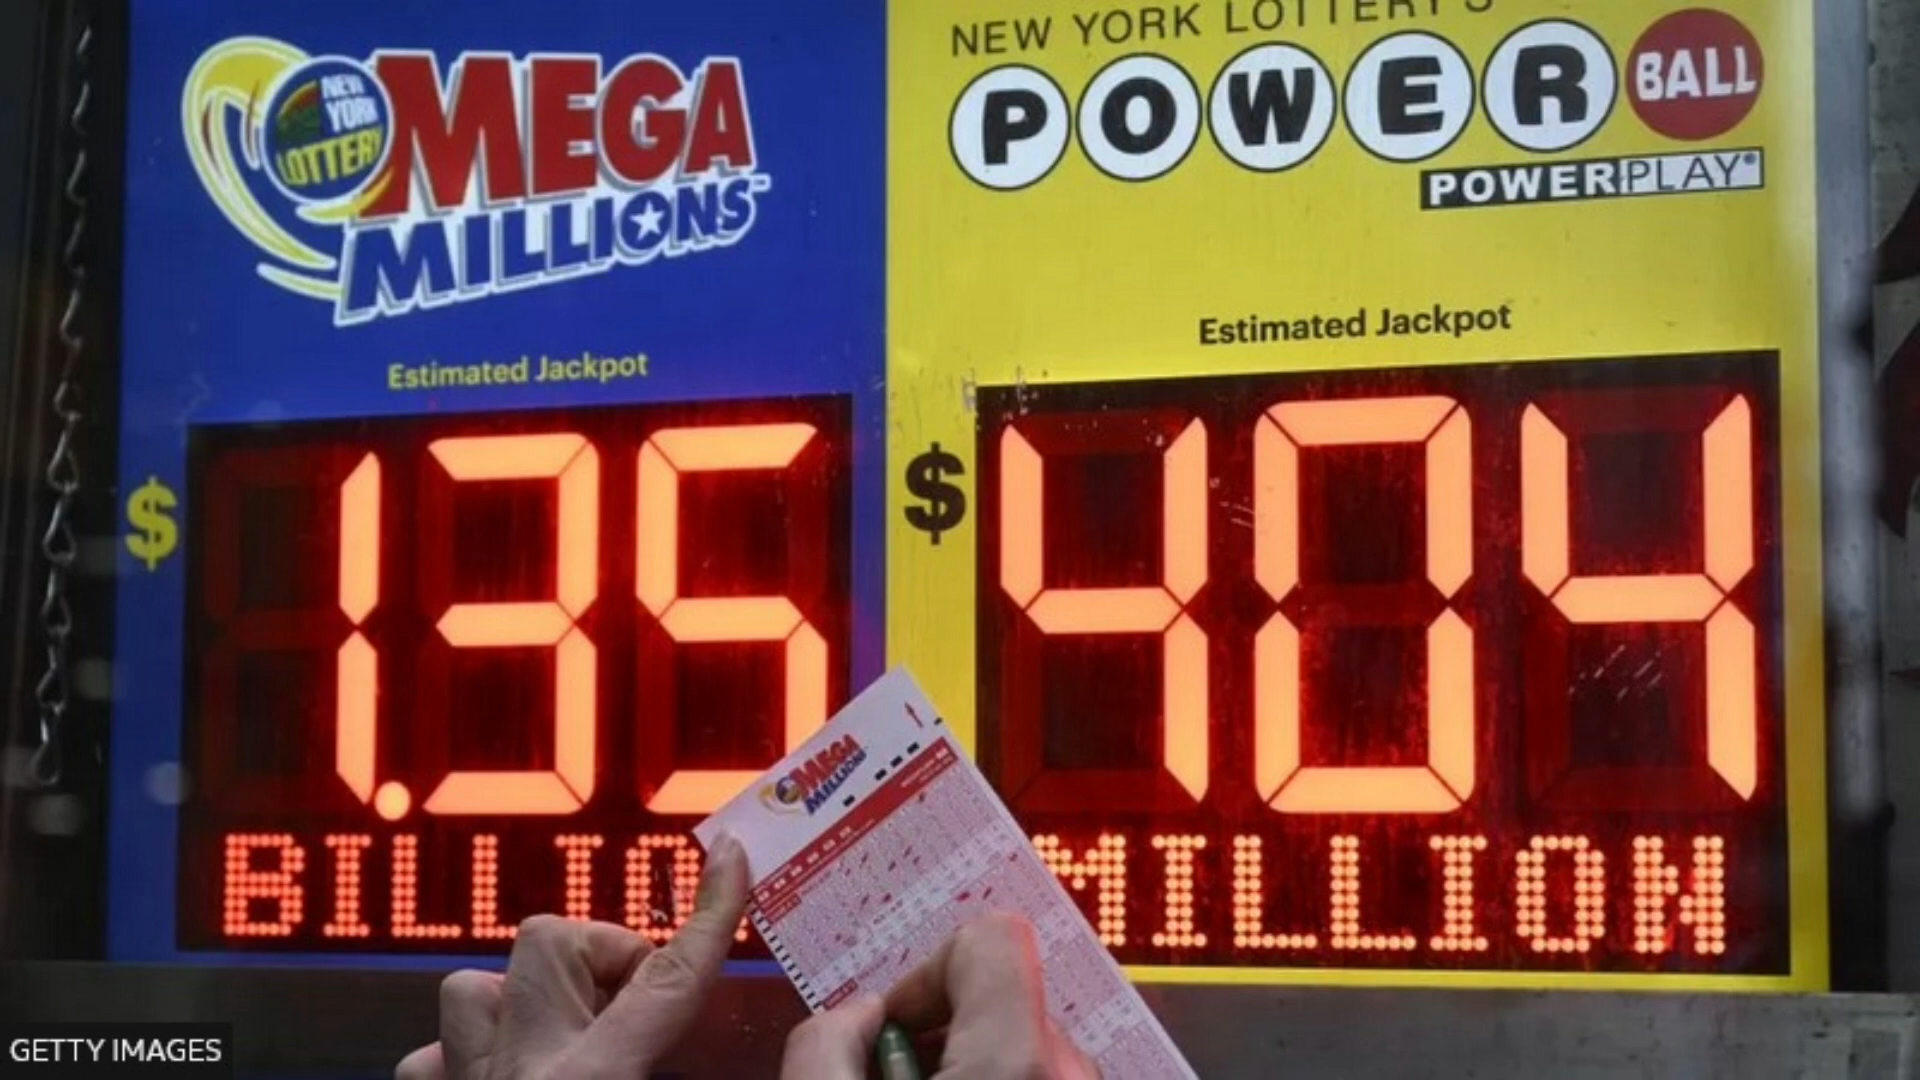 NEW YORK LOTTERY
MEGA
MILLIONS
Estimated Jackpot
$ 1.35
BILLIO
NEW YORK LOTTERY'S
POWER BALL
POWERPLAY®
Estimated Jackpot
$ 404
MILLION
MEGA
MILLIONS
GETTY IMAGES